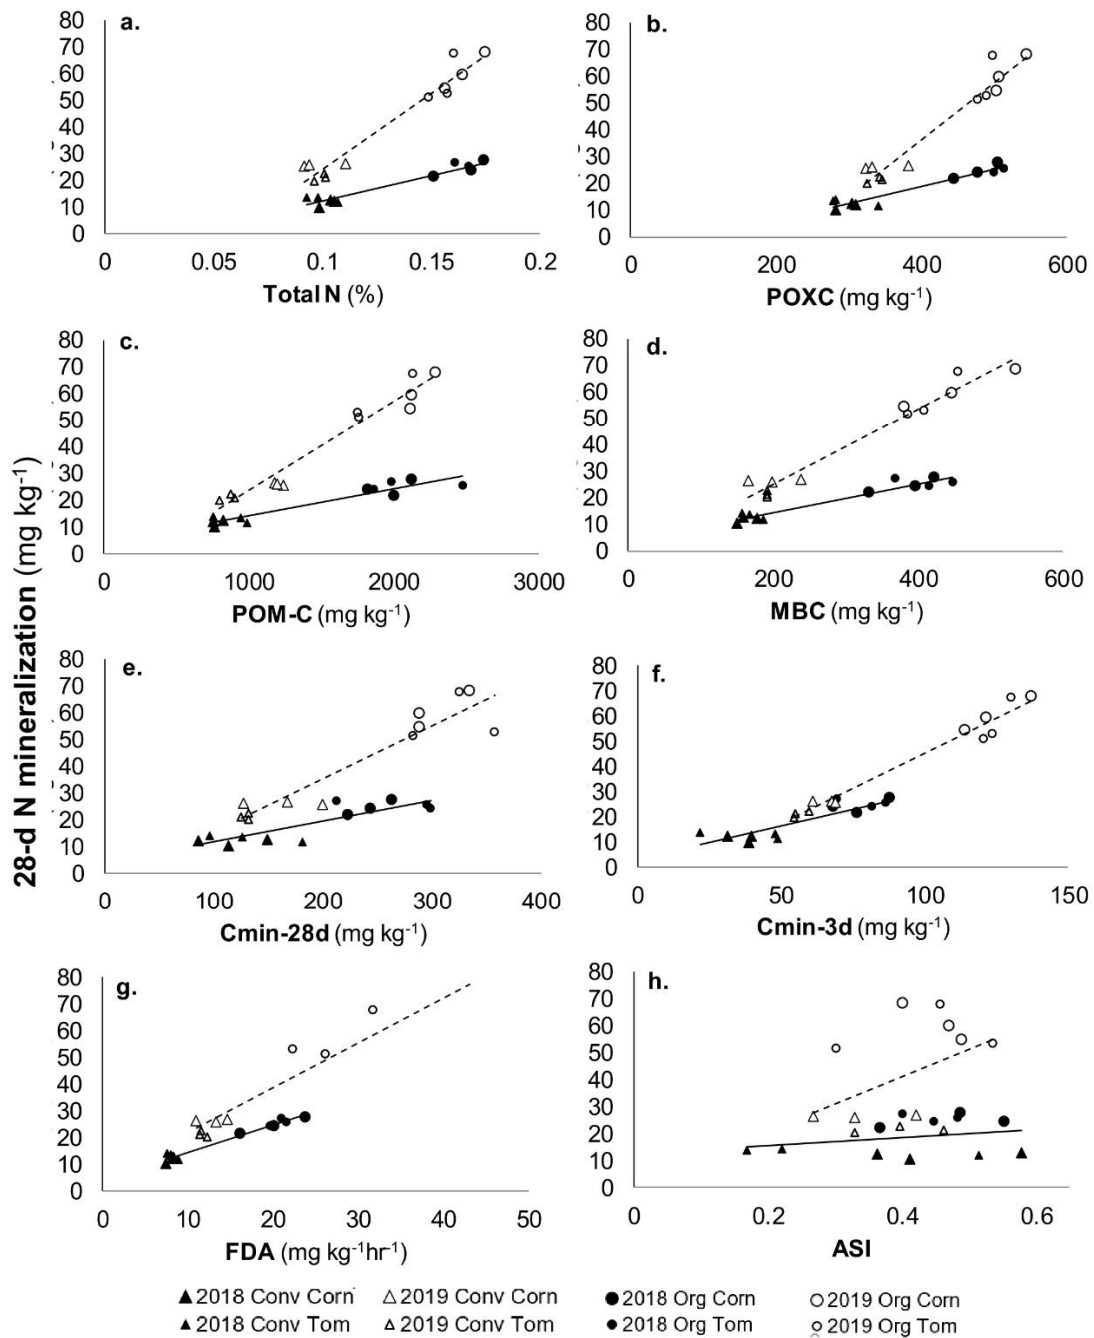 28-d N mineralization (mg kg⁻¹)
a.
80
70
60
50
40
30
20
10
0
0 0.05 0.1 0.15 0.2
Total N (%)
b.
80
70
60
50
40
30
20
10
0
0 200 400 600
POXC (mg kg⁻¹)
c.
80
70
60
50
40
30
20
10
0
0 1000 2000 3000
POM-C (mg kg⁻¹)
d.
80
70
60
50
40
30
20
10
0
0 200 400 600
MBC (mg kg⁻¹)
e.
80
70
60
50
40
30
20
10
0
0 100 200 300 400
Cmin-28d (mg kg⁻¹)
f.
80
70
60
50
40
30
20
10
0
0 50 100 150
Cmin-3d (mg kg⁻¹)
g.
80
70
60
50
40
30
20
10
0
0 10 20 30 40 50
FDA (mg kg⁻¹hr⁻¹)
h.
80
70
60
50
40
30
20
10
0
0 0.2 0.4 0.6
ASI
2018 Conv Corn 2019 Conv Corn 2018 Org Corn 2019 Org Corn
2018 Conv Tom 2019 Conv Tom 2018 Org Tom 2019 Org Tom